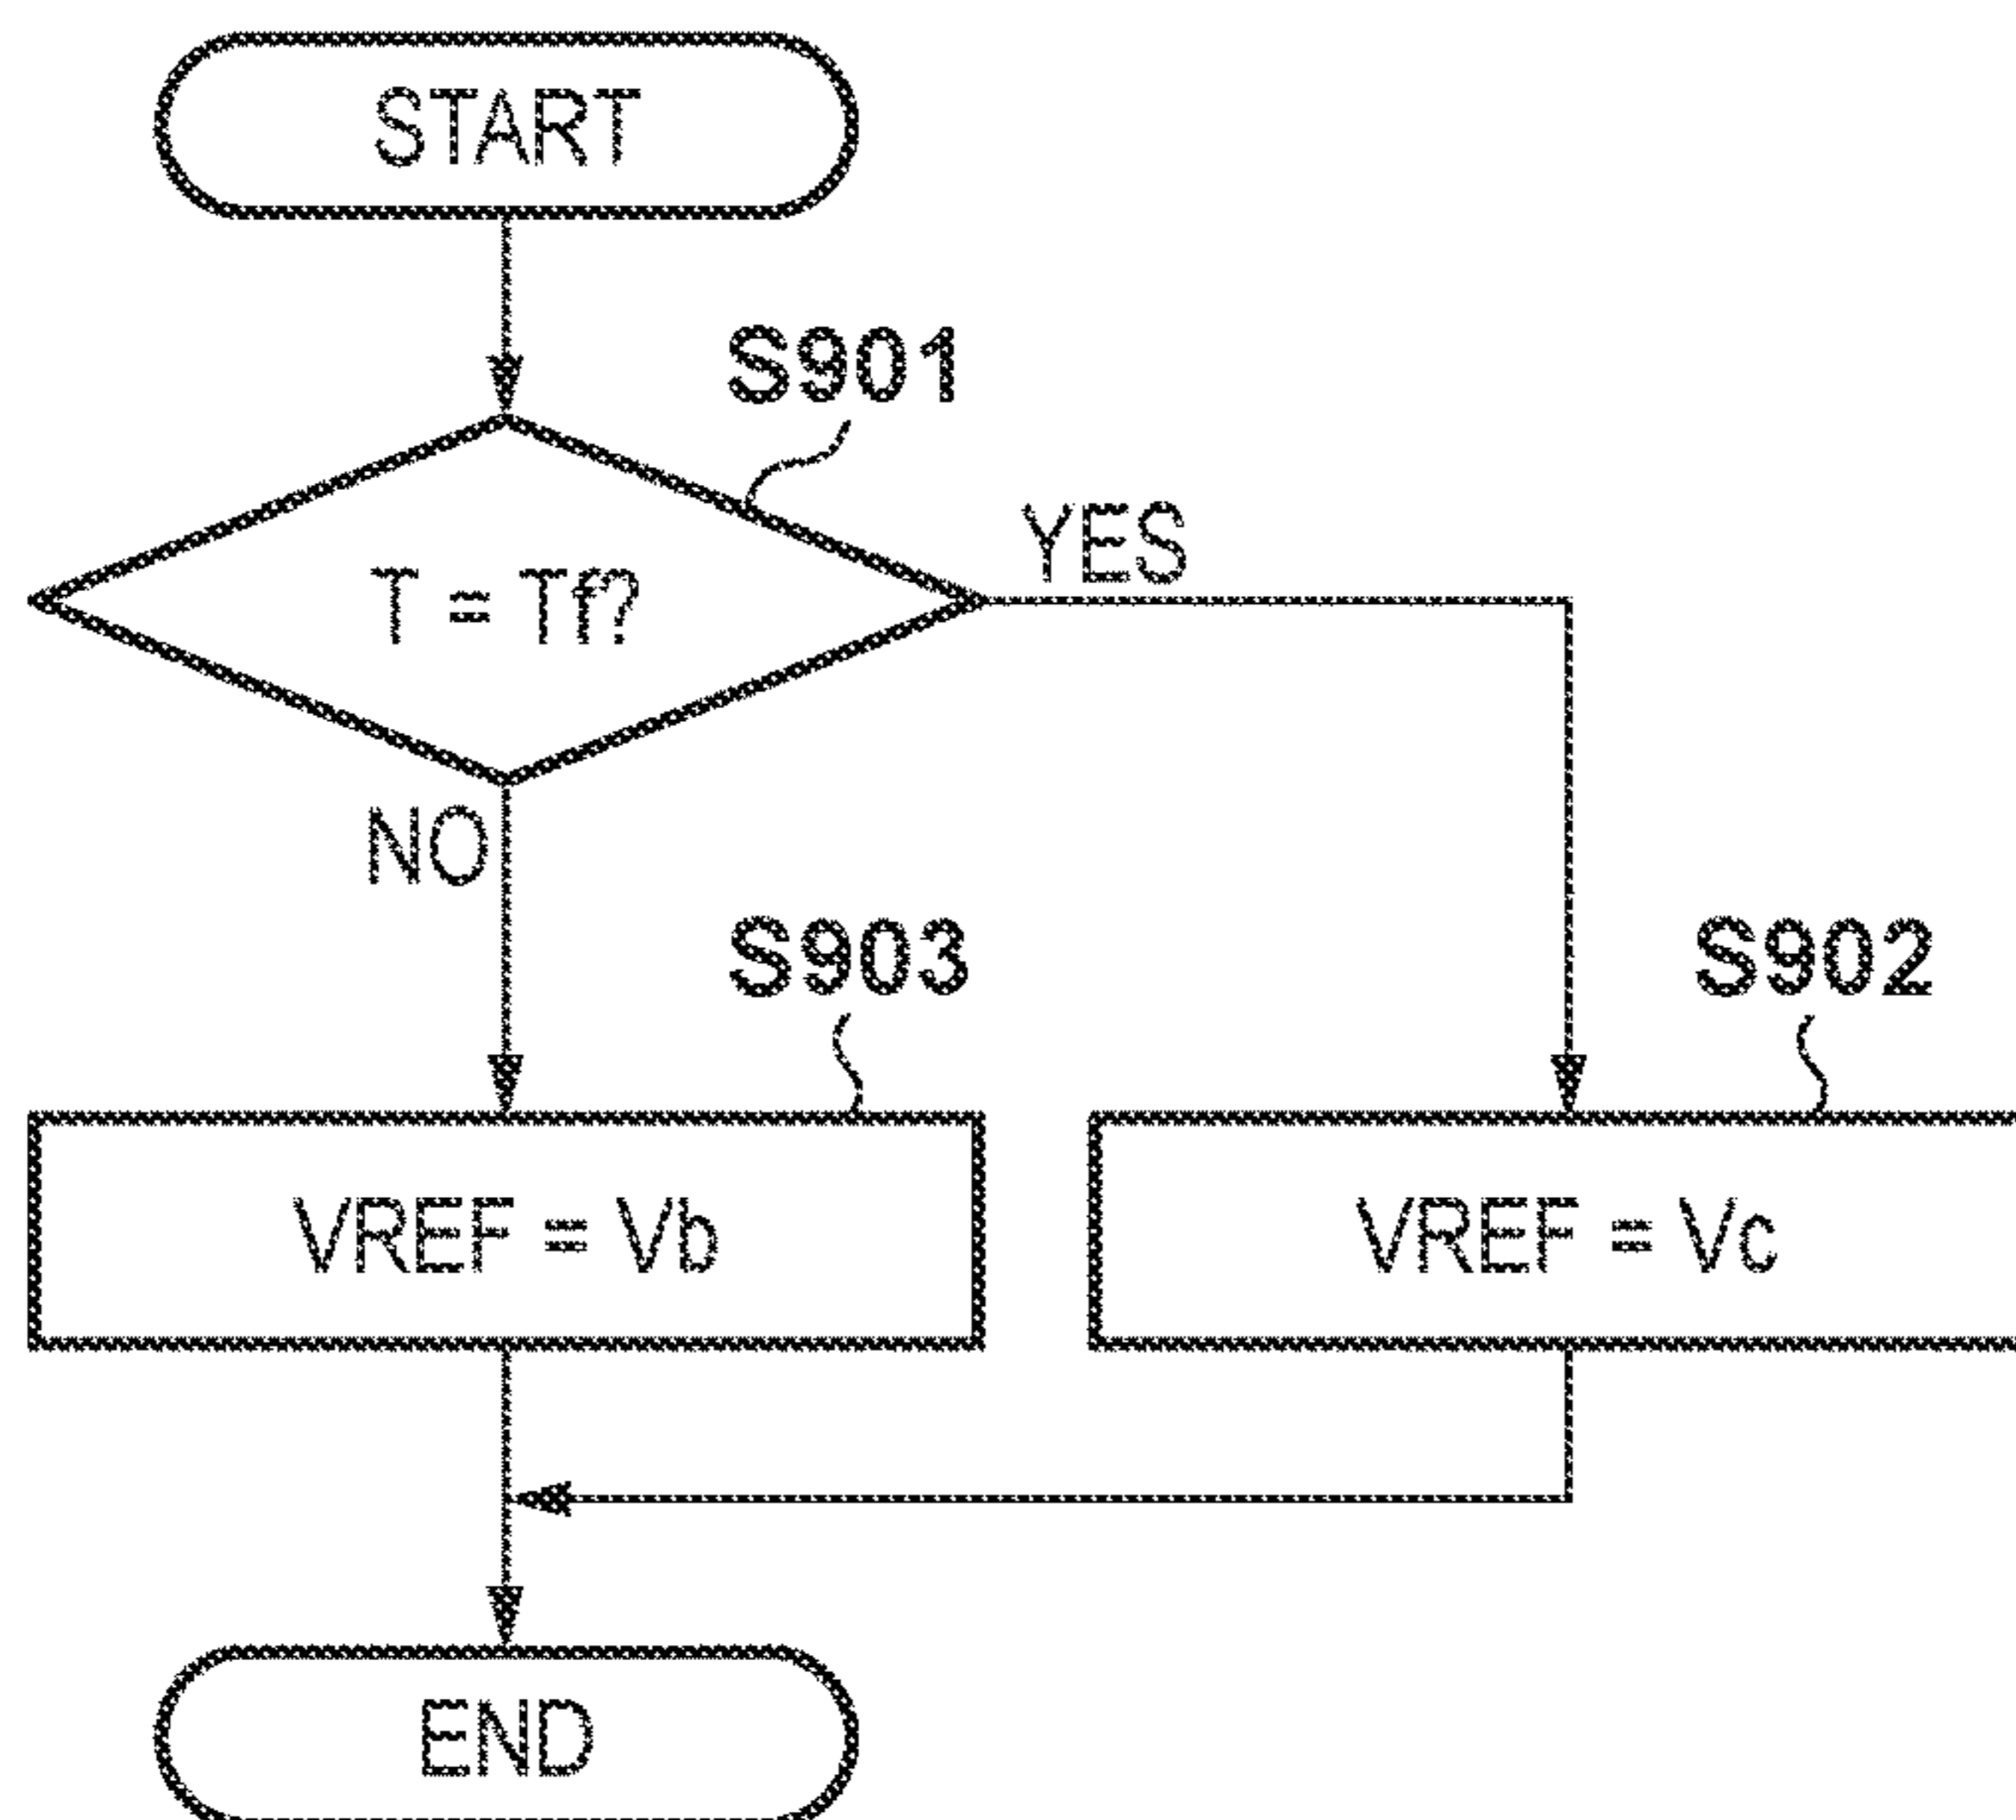 START
S901
T = Tf?
YES
NO
S903
S902
VREF = Vb
VREF = Vc
END